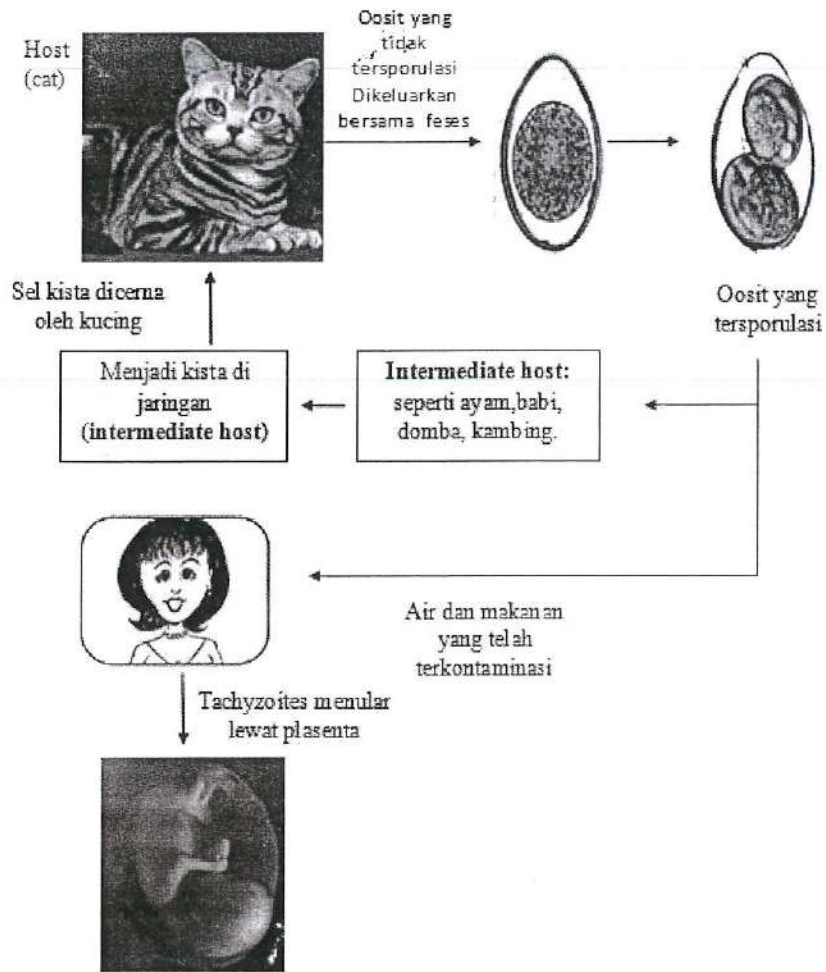 Host
(cat)
Oosit yang
tidak
tersporulasi
Dikeluarkan
bersama feses
Sel kista dicerna
oleh kucing
Oosit yang
tersporulasi
Menjadi kista di
jaringan
(intermediate host)
Intermediate host:
seperti ayam,babi,
domba, kambing.
Air dan makanan
yang telah
terkontaminasi
Tachyzoites menular
lewat plasenta